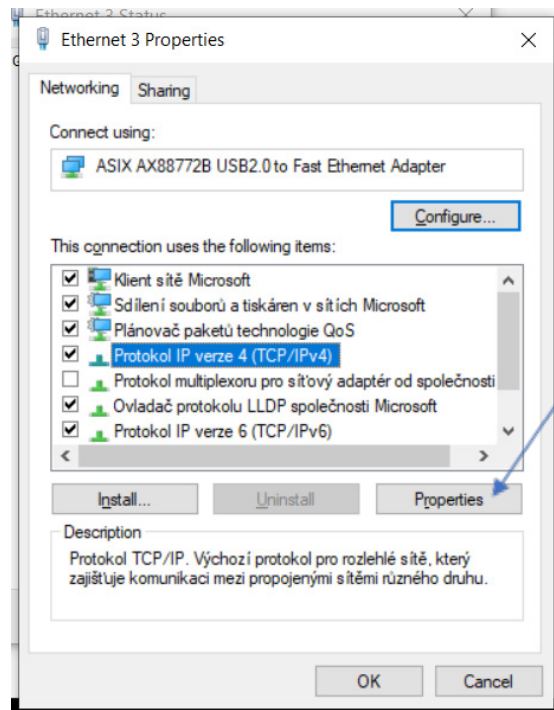 Ethernet 3 Status
Ethernet 3 Properties
Networking
Sharing
Connect using:
ASIX AX88772B USB2.0 to Fast Ethernet Adapter
Configure...
This connection uses the following items:
Klient sítě Microsoft
Sdílení souborů a tiskáren v sítích Microsoft
Plánovač paketů technologie QoS
Protokol IP verze 4 (TCP/IPv4)
Protokol multiplexoru pro síťový adaptér od společnosti
Ovladač protokolu LLDP společnosti Microsoft
Protokol IP verze 6 (TCP/IPv6)
Install...
Uninstall
Properties
Description
Protokol TCP/IP. Výchozí protokol pro rozlehlé sítě, který
zajišťuje komunikaci mezi propojenými sítěmi různého druhu.
OK
Cancel